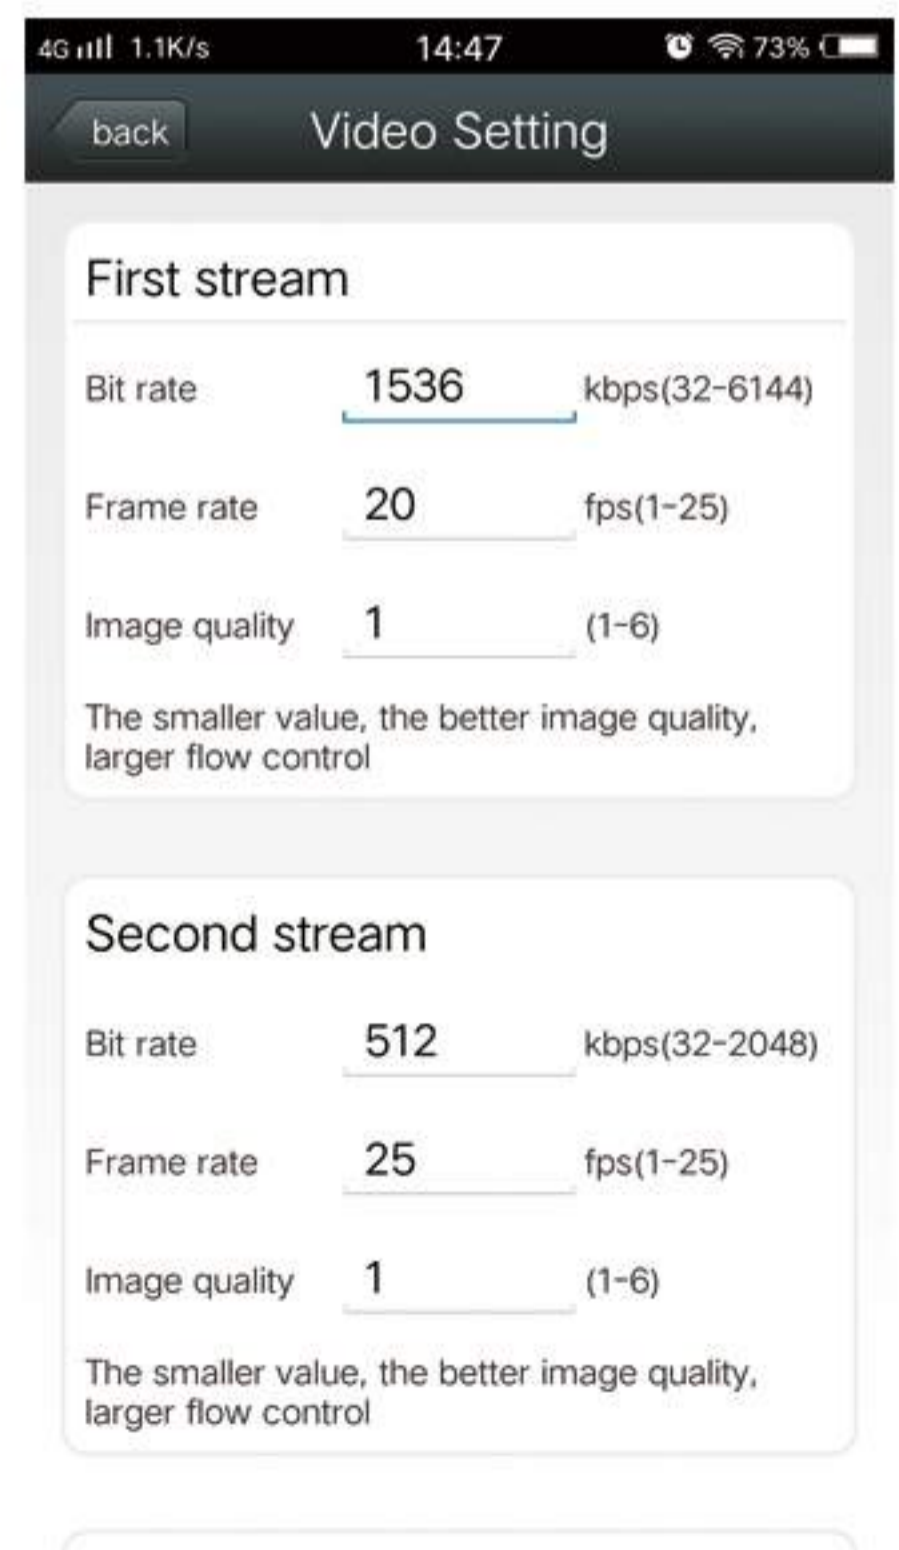 4G 1.1K/s 14:47 73%
back Video Setting
First stream
Bit rate 1536 kbps(32-6144)
Frame rate 20 fps(1-25)
Image quality 1 (1-6)
The smaller value, the better image quality,
larger flow control
Second stream
Bit rate 512 kbps(32-2048)
Frame rate 25 fps(1-25)
Image quality 1 (1-6)
The smaller value, the better image quality,
larger flow control